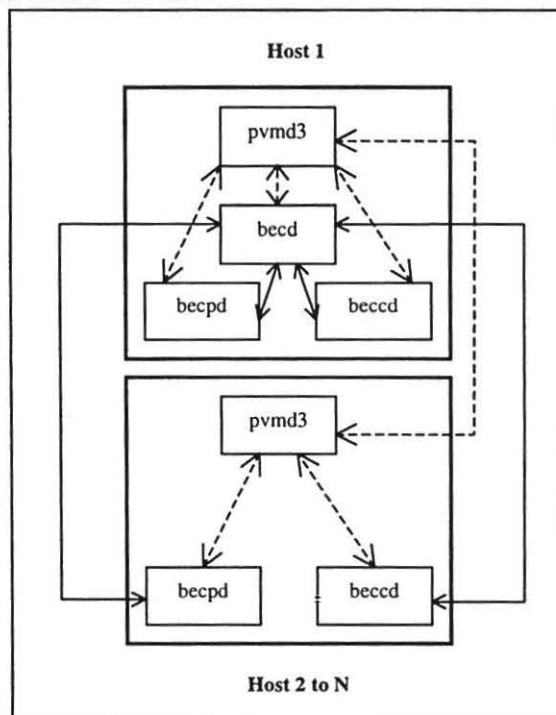 Host 1
pvmd3
becd
becpd
beccd
pvmd3
becpd
beccd
Host 2 to N